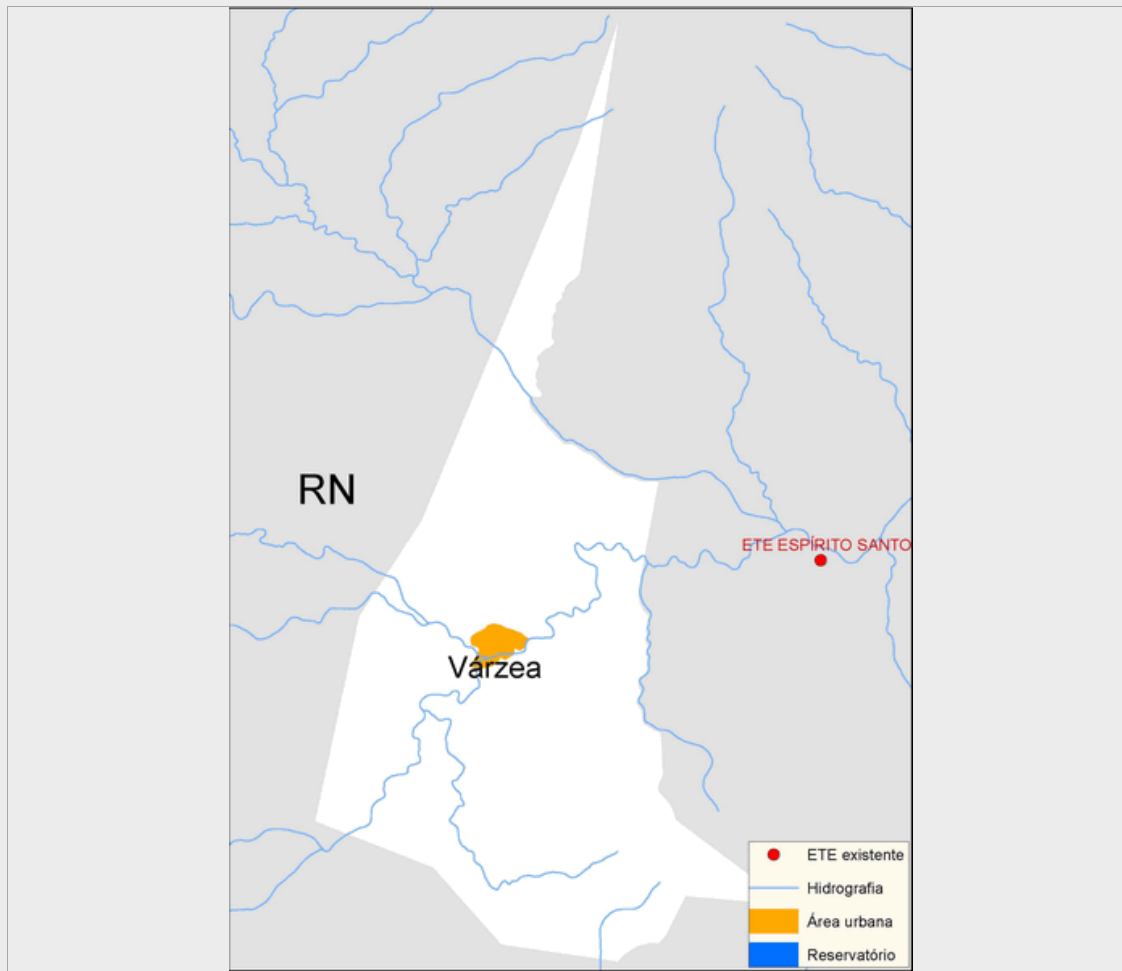 RN
ETE ESPÍRITO SANTO
Várzea
ETE existente
Hidrografia
Área urbana
Reservatório